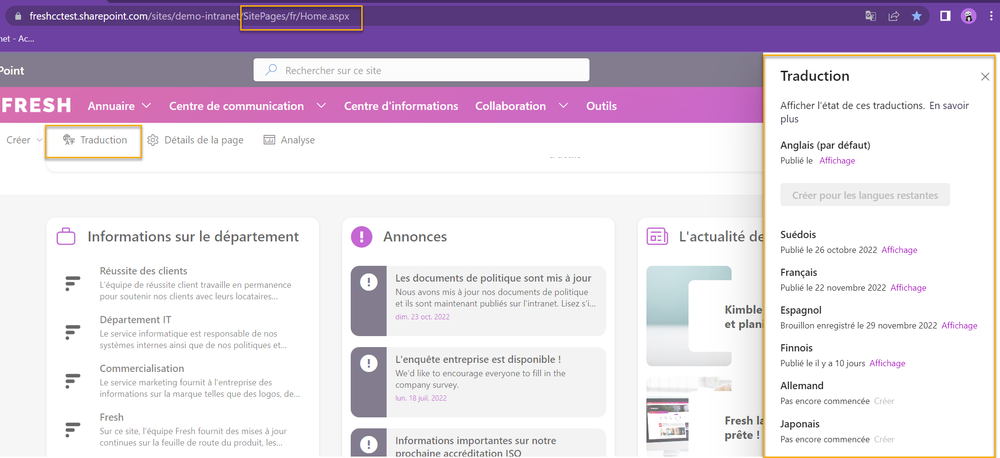 freshcctest.sharepoint.com/sites/demo-intranet/SitePages/fr/Home.aspx
net - Ac...
Point
Rechercher sur ce site
FRESH
Annuaire
Centre de communication
Centre d'informations
Collaboration
Outils
Créer
Traduction
Détails de la page
Analyse
Informations sur le département
Réussite des clients
L'équipe de réussite client travaille en permanence
pour soutenir nos clients avec leurs locataires...
Département IT
Le service informatique est responsable de nos
systèmes internes ainsi que de nos politiques et...
Commercialisation
Le service marketing fournit à l'entreprise des
informations sur la marque telles que des logos, de...
Fresh
Sur ce site, l'équipe Fresh fournit des mises à jour
continues sur la feuille de route du produit, les...
Annonces
Les documents de politique sont mis à jour
Nous avons mis à jour nos documents de politique
et ils sont maintenant publiés sur l'intranet. Lisez s'i...
dim. 23 oct. 2022
L'enquête entreprise est disponible !
We'd like to encourage everyone to fill in the
company survey.
lun. 18 juil. 2022
Informations importantes sur notre
prochaine accréditation ISO
L'actualité de
Kimble
et plani
FRESH
Fresh la
prête !
Traduction
Afficher l’état de ces traductions. En savoir
plus
Anglais (par défaut)
Publié le Affichage
Créer pour les langues restantes
Suédois
Publié le 26 octobre 2022 Affichage
Français
Publié le 22 novembre 2022 Affichage
Espagnol
Brouillon enregistré le 29 novembre 2022 Affichage
Finnois
Publié le il y a 10 jours Affichage
Allemand
Pas encore commencée Créer
Japonais
Pas encore commencée Créer